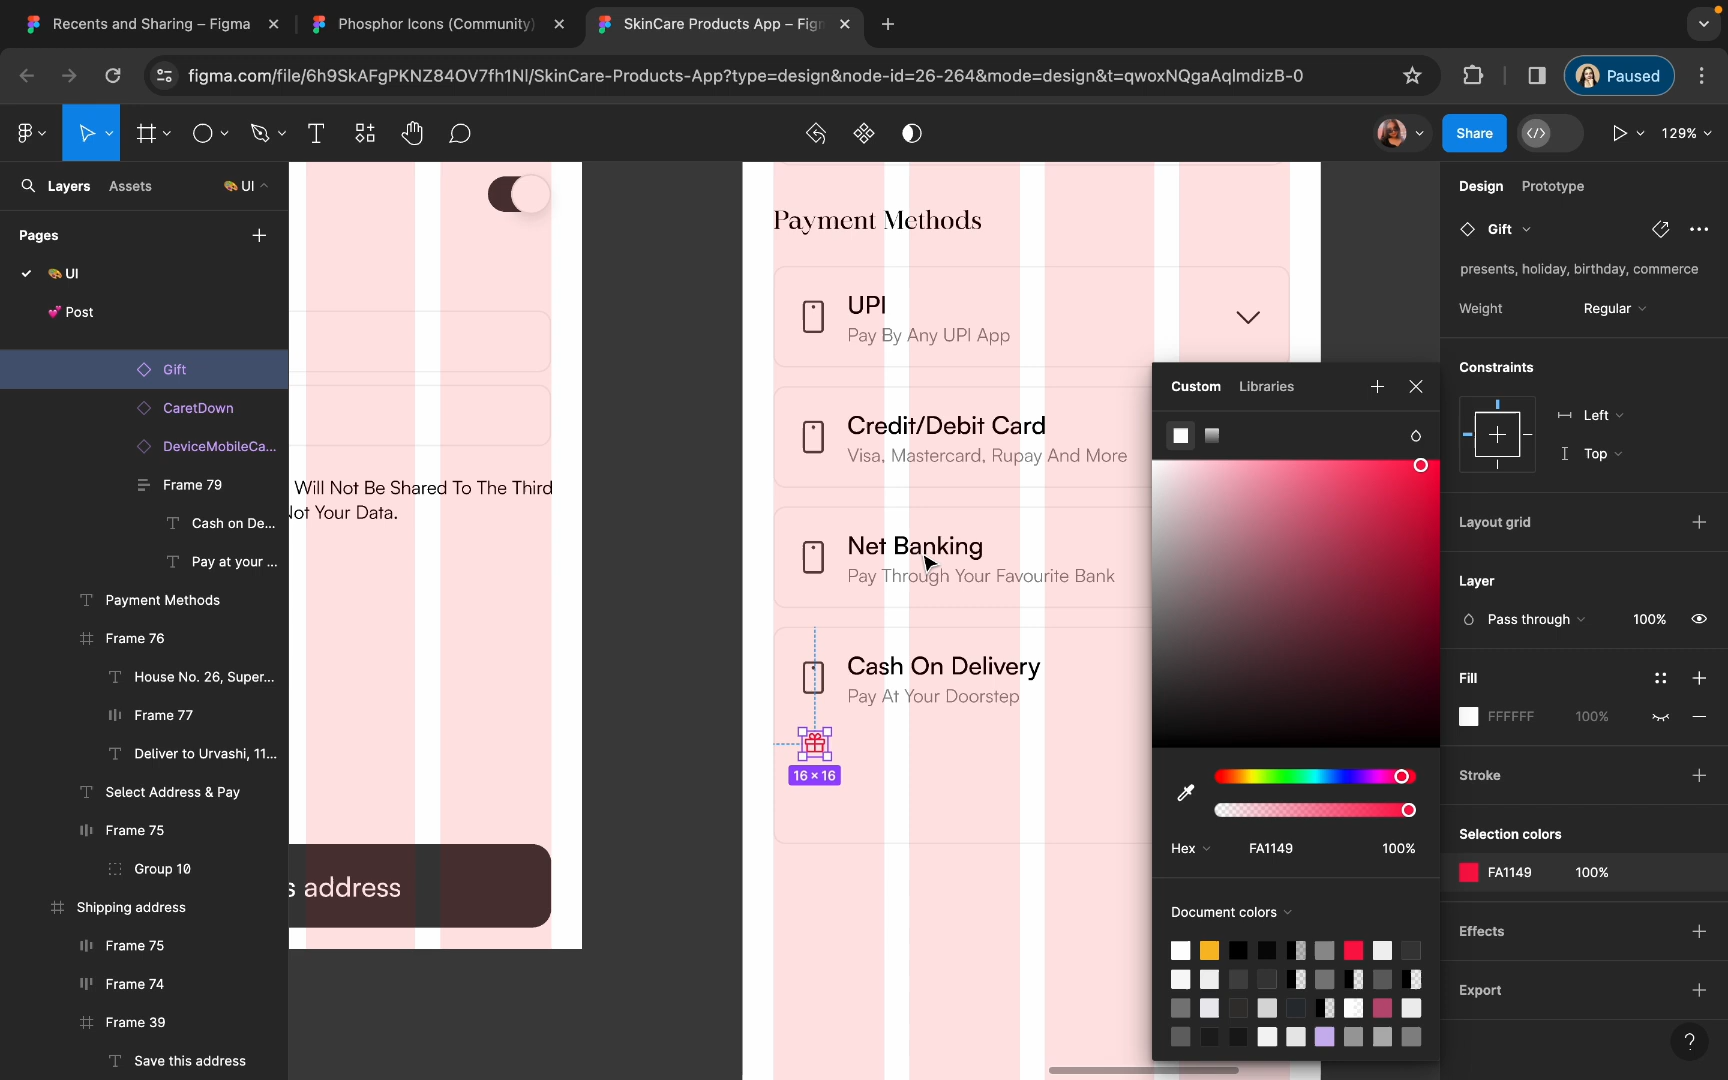 Recents and Sharing – Figma
Phosphor Icons (Community)
SkinCare Products App – Figm
figma.com/file/6h9SkAFgPKNZ84OV7fh1NI/SkinCare-Products-App?type=design&node-id=26-264&mode=design&t=qwoxNQgaAqlmdizB-0
Paused
Share
129%
Layers
Assets
🎨 UI
Pages
🎨 UI
💕 Post
Gift
CaretDown
DeviceMobileCa...
Frame 79
Cash on De...
Pay at your ...
Payment Methods
Frame 76
House No. 26, Super...
Frame 77
Deliver to Urvashi, 11...
Select Address & Pay
Frame 75
Group 10
Shipping address
Frame 75
Frame 74
Frame 39
Save this address
Will Not Be Shared To The Third
Not Your Data.
s address
Payment Methods
UPI
Pay By Any UPI App
Credit/Debit Card
Visa, Mastercard, Rupay And More
Net Banking
Pay Through Your Favourite Bank
Cash On Delivery
Pay At Your Doorstep
16 × 16
Custom
Libraries
Hex
FA1149
100%
Document colors
Design
Prototype
Gift
presents, holiday, birthday, commerce
Weight
Regular
Constraints
Left
Top
Layout grid
Layer
Pass through
100%
Fill
FFFFFF
100%
Stroke
Selection colors
FA1149
100%
Effects
Export
?